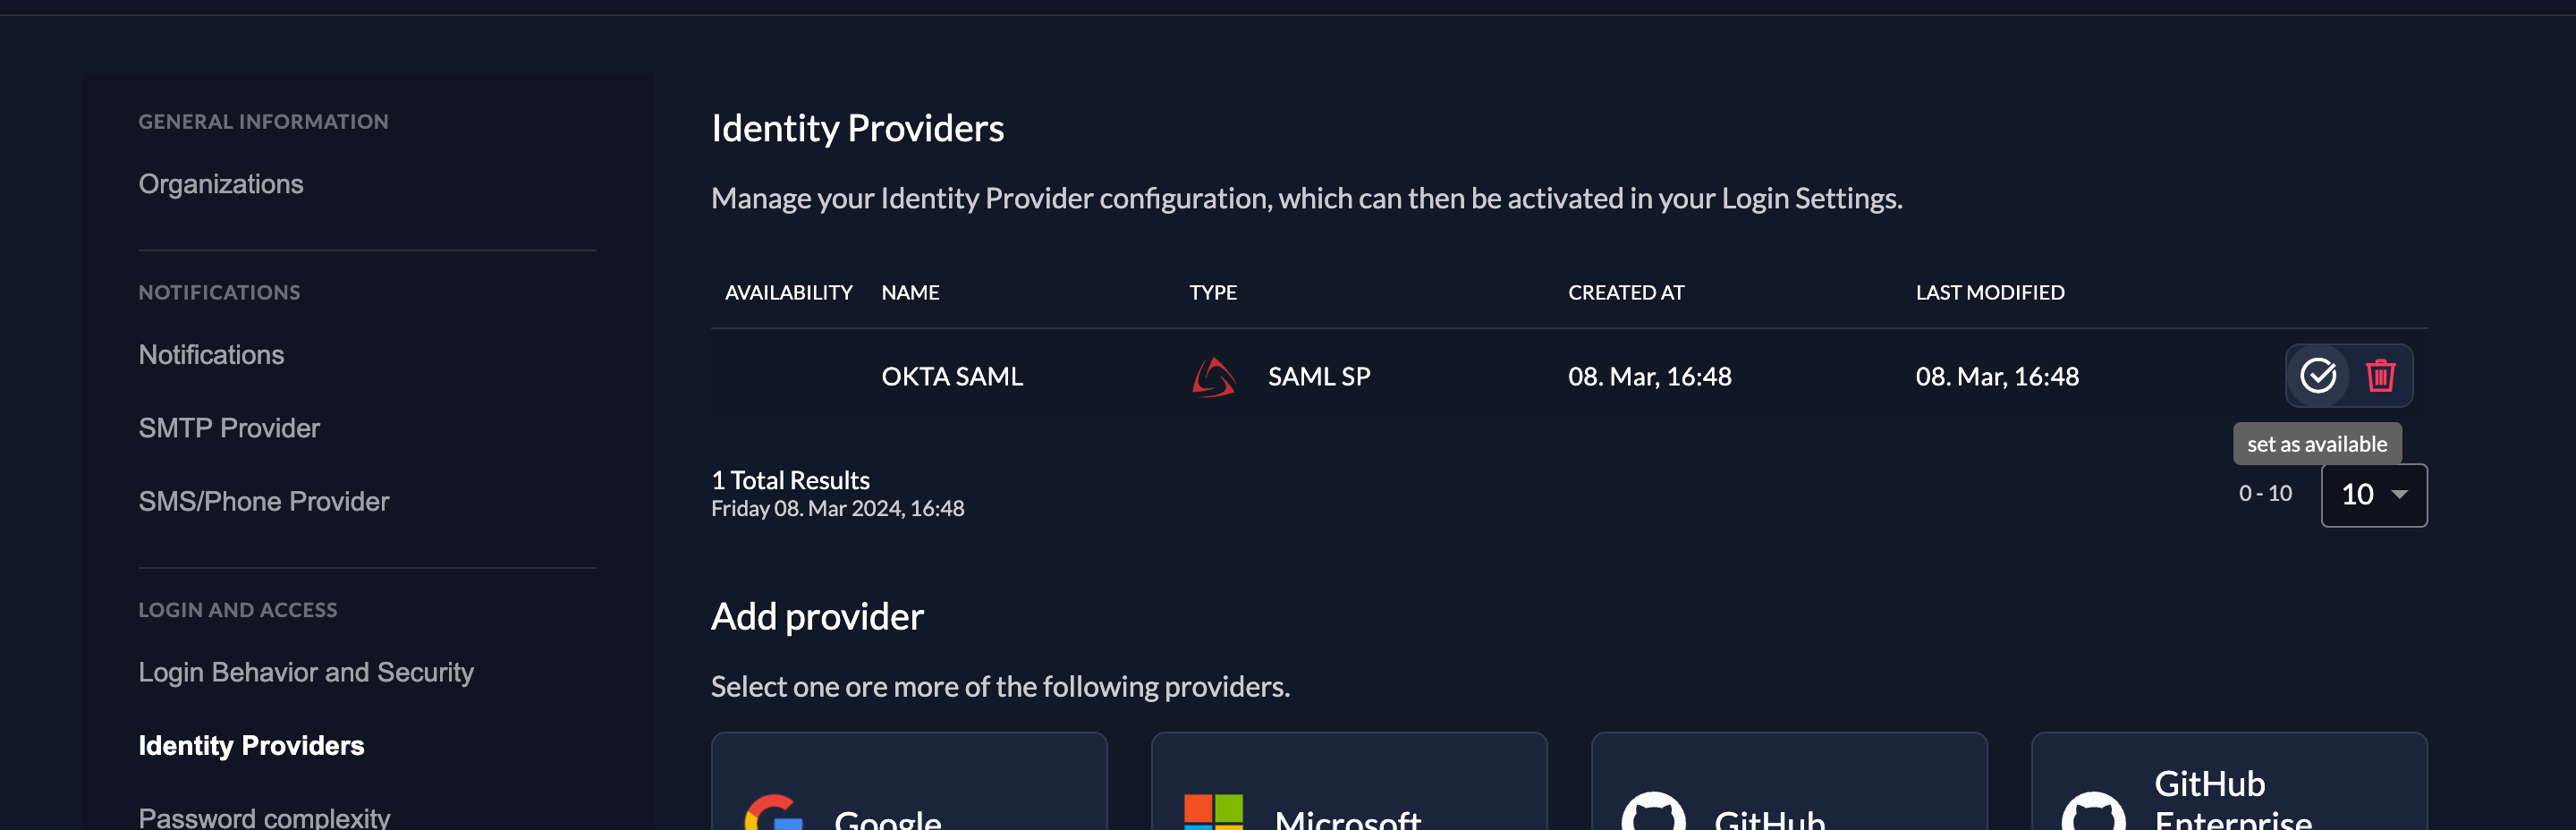 GENERAL INFORMATION
Organizations
NOTIFICATIONS
Notifications
SMTP Provider
SMS/Phone Provider
LOGIN AND ACCESS
Login Behavior and Security
Identity Providers
Password complexity
Identity Providers
Manage your Identity Provider configuration, which can then be activated in your Login Settings.
AVAILABILITY NAME TYPE CREATED AT LAST MODIFIED
OKTA SAML SAML SP 08. Mar, 16:48 08. Mar, 16:48
set as available
1 Total Results
Friday 08. Mar 2024, 16:48
0 - 10 10
Add provider
Select one ore more of the following providers.
Google
Microsoft
GitHub
GitHub
Enterprise